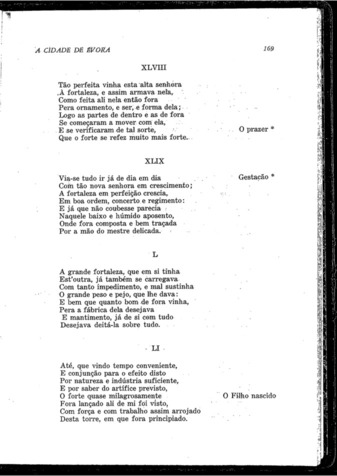 A CIDADE DE ÉVORA 169
XLVIII
Tão perfeita vinha esta alta senhora
À fortaleza, e assim armava nela,
Como feita ali nela então fora
Pera ornamento, e ser, e forma dela;
Logo as partes de dentro e as de fora
Se começaram a mover com ela,
E se verificaram de tal sorte, O prazer *
Que o forte se refez muito mais forte.
XLIX
Via-se tudo ir já de dia em dia Gestação *
Com tão nova senhora em crescimento;
A fortaleza em perfeição crescia,
Em boa ordem, concerto e regimento:
E já que não coubesse parecia
Naquele baixo e húmido aposento,
Onde fora composta e bem traçada
Por a mão do mestre delicada.
L
A grande fortaleza, que em si tinha
Est'outra, já também se carregava
Com tanto impedimento, e mal sustinha
O grande peso e pejo, que lhe dava:
E bem que quanto bom de fora vinha,
Pera a fábrica dela desejava
E mantimento, já de si com tudo
Desejava deitá-la sobre tudo.
LI
Até, que vindo tempo conveniente,
E conjunção para o efeito disto
Por natureza e indústria suficiente,
E por saber do artífice previsto,
O forte quase milagrosamente O Filho nascido
Fora lançado ali de mi foi visto,
Com força e com trabalho assim arrojado
Desta torre, em que fora principiado.